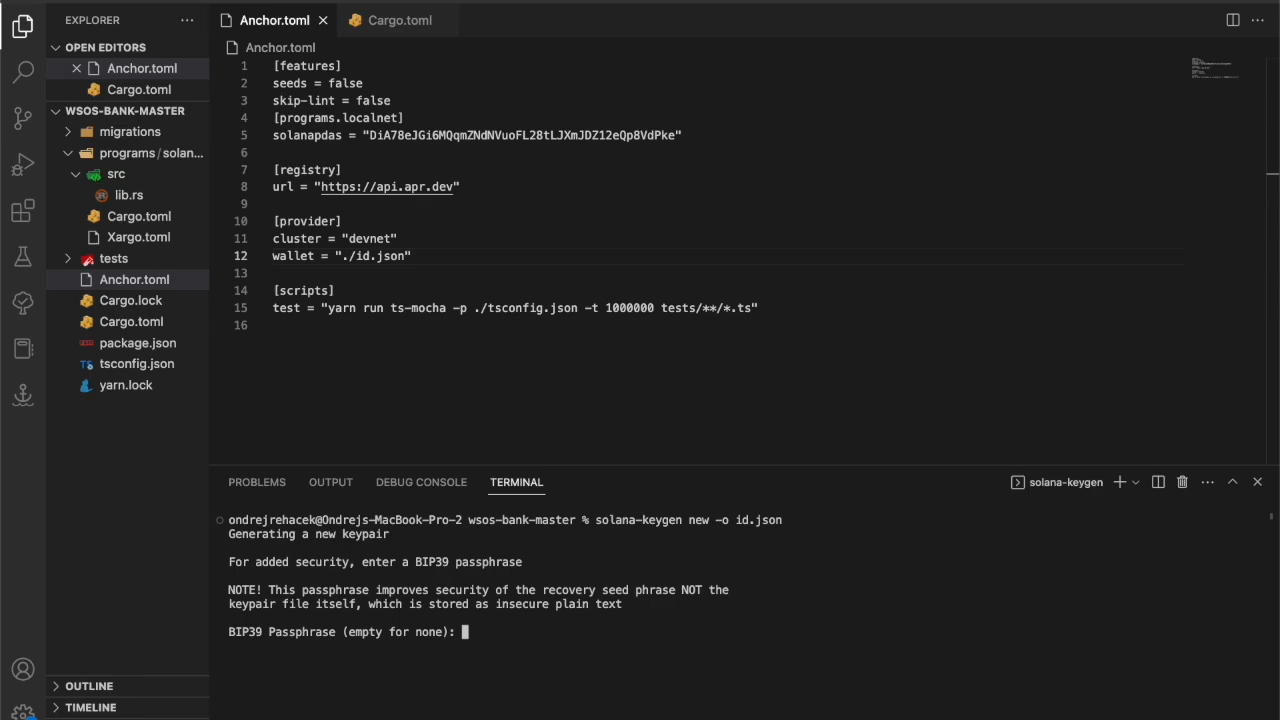 EXPLORER
OPEN EDITORS
Anchor.toml
Cargo.toml
WSOS-BANK-MASTER
migrations
programs/solan...
src
lib.rs
Cargo.toml
Xargo.toml
tests
Anchor.toml
Cargo.lock
Cargo.toml
package.json
tsconfig.json
yarn.lock
OUTLINE
TIMELINE
Anchor.toml
Cargo.toml
Anchor.toml
1 [features]
2 seeds = false
3 skip-lint = false
4 [programs.localnet]
5 solanapdas = "DiA78eJGi6MQqmZNdNVuoFL28tLJXmJDZ12eQp8VdPke"
6
7 [registry]
8 url = "https://api.apr.dev"
9
10 [provider]
11 cluster = "devnet"
12 wallet = "./id.json"
13
14 [scripts]
15 test = "yarn run ts-mocha -p ./tsconfig.json -t 1000000 tests/**/*.ts"
16
PROBLEMS OUTPUT DEBUG CONSOLE TERMINAL
solana-keygen
ondrejrehacek@Ondrejs-MacBook-Pro-2 wsos-bank-master % solana-keygen new -o id.json
Generating a new keypair
For added security, enter a BIP39 passphrase
NOTE! This passphrase improves security of the recovery seed phrase NOT the
keypair file itself, which is stored as insecure plain text
BIP39 Passphrase (empty for none):